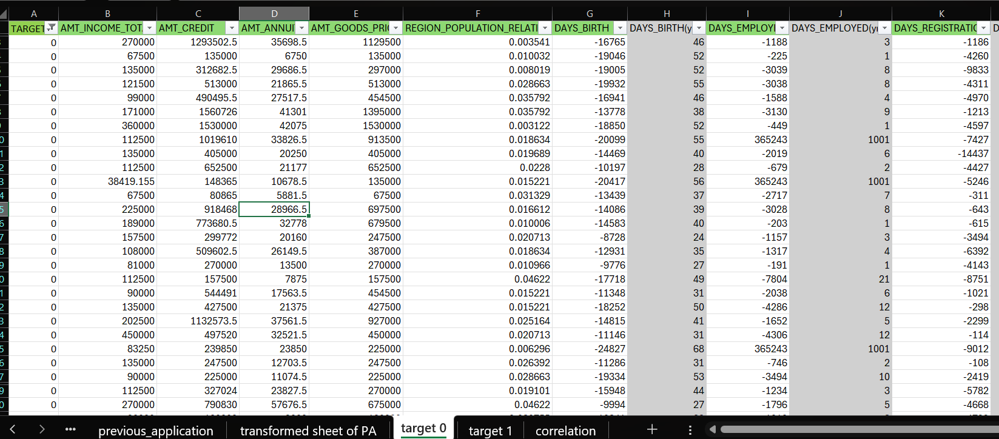 A B C D E F G H I J K
TARGET AMT_INCOME_TOT. AMT_CREDIT AMT_ANNUI AMT_GOODS_PRI REGION_POPULATION_RELATI DAYS_BIRTH DAYS_BIRTH(y DAYS_EMPLOYI DAYS_EMPLOYED(y DAYS_REGISTRATIO D
0 270000 1293502.5 35698.5 1129500 0.003541 -16765 46 -1188 3 -1186
0 67500 135000 6750 135000 0.010032 -19046 52 -225 1 -4260
0 135000 312682.5 29686.5 297000 0.008019 -19005 52 -3039 8 -9833
0 121500 513000 21865.5 513000 0.028663 -19932 55 -3038 8 -4311
0 99000 490495.5 27517.5 454500 0.035792 -16941 46 -1588 4 -4970
0 171000 1560726 41301 1395000 0.035792 -13778 38 -3130 9 -1213
0 360000 1530000 42075 1530000 0.003122 -18850 52 -449 1 -4597
0 112500 1019610 33826.5 913500 0.018634 -20099 55 365243 1001 -7427
0 135000 405000 20250 405000 0.019689 -14469 40 -2019 6 -14437
0 112500 652500 21177 652500 0.0228 -10197 28 -679 2 -4427
0 38419.155 148365 10678.5 135000 0.015221 -20417 56 365243 1001 -5246
0 67500 80865 5881.5 67500 0.031329 -13439 37 -2717 7 -311
0 225000 918468 28966.5 697500 0.016612 -14086 39 -3028 8 -643
0 189000 773680.5 32778 679500 0.010006 -14583 40 -203 1 -615
0 157500 299772 20160 247500 0.020713 -8728 24 -1157 3 -3494
0 108000 509602.5 26149.5 387000 0.018634 -12931 35 -1317 4 -6392
0 81000 270000 13500 270000 0.010966 -9776 27 -191 1 -4143
0 112500 157500 7875 157500 0.04622 -17718 49 -7804 21 -8751
0 90000 544491 17563.5 454500 0.015221 -11348 31 -2038 6 -1021
0 135000 427500 21375 427500 0.015221 -18252 50 -4286 12 -298
0 202500 1132573.5 37561.5 927000 0.025164 -14815 41 -1652 5 -2299
0 450000 497520 32521.5 450000 0.020713 -11146 31 -4306 12 -114
0 83250 239850 23850 225000 0.006296 -24827 68 365243 1001 -9012
0 135000 247500 12703.5 247500 0.026392 -11286 31 -746 2 -108
0 90000 225000 11074.5 225000 0.028663 -19334 53 -3494 10 -2419
0 112500 327024 23827.5 270000 0.019101 -15948 44 -1234 3 -5782
0 270000 790830 57676.5 675000 0.04622 -9994 27 -1796 5 -4668
previous_application transformed sheet of PA target 0 target 1 correlation